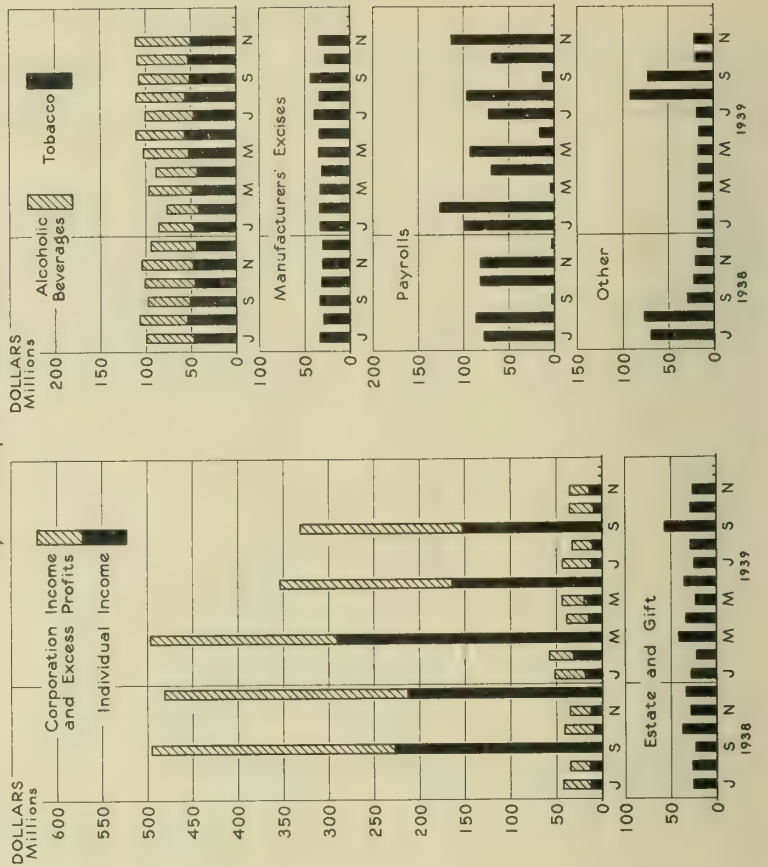 DOLLARS
Millions
600
550
500
450
400
350
300
250
200
150
100
50
0
Corporation Income
and Excess Profits
Individual Income
J S N J M M J S N
100
50
0
Estate and Gift
J S N J M M J S N
1938 1939
DOLLARS
Millions
200
150
100
50
0
Alcoholic
Beverages
Tobacco
J S N J M M J S N
100
50
0
Manufacturers' Excises
200
150
100
50
0
Payrolls
J S N J M M J S N
150
100
50
0
Other
J S N J M M J S N
1938 1939